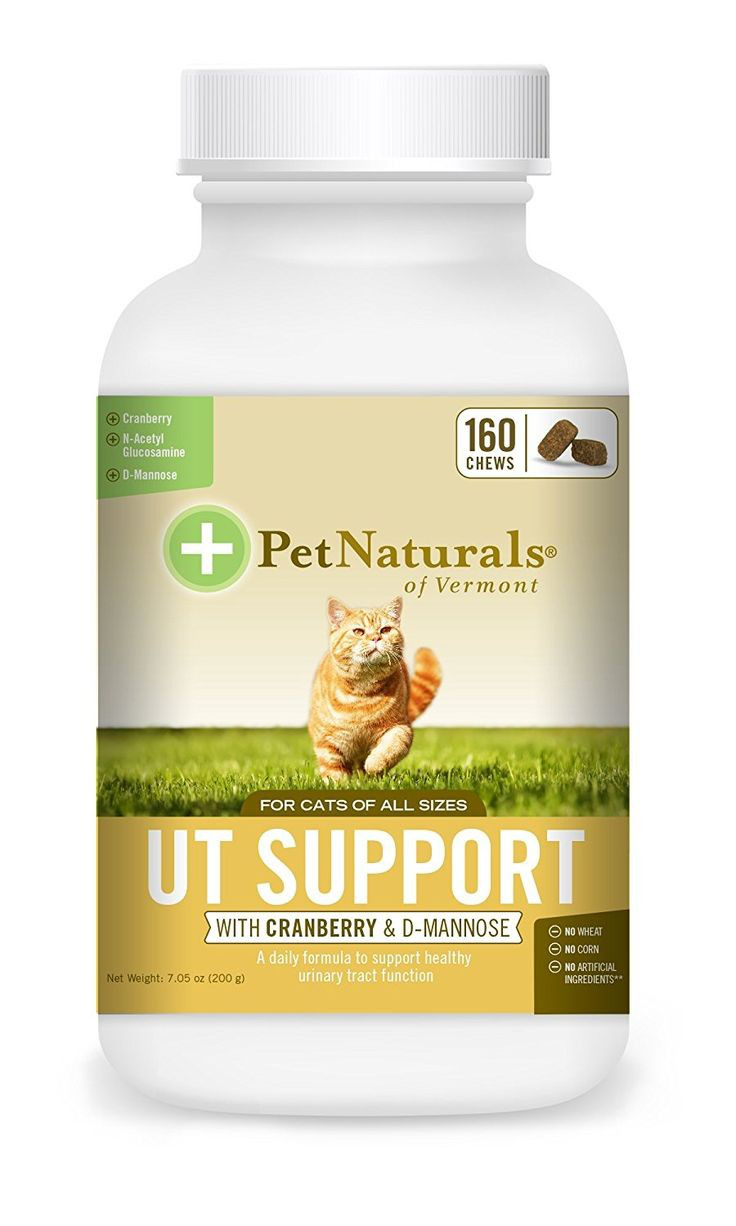 + Cranberry
+ N-Acetyl
Glucosamine
+ D-Mannose
160
CHEWS
PetNaturals®
of Vermont
FOR CATS OF ALL SIZES
UT SUPPORT
WITH CRANBERRY & D-MANNOSE
A daily formula to support healthy
urinary tract function
Net Weight: 7.05 oz (200 g)
NO WHEAT
NO CORN
NO ARTIFICIAL
INGREDIENTS**